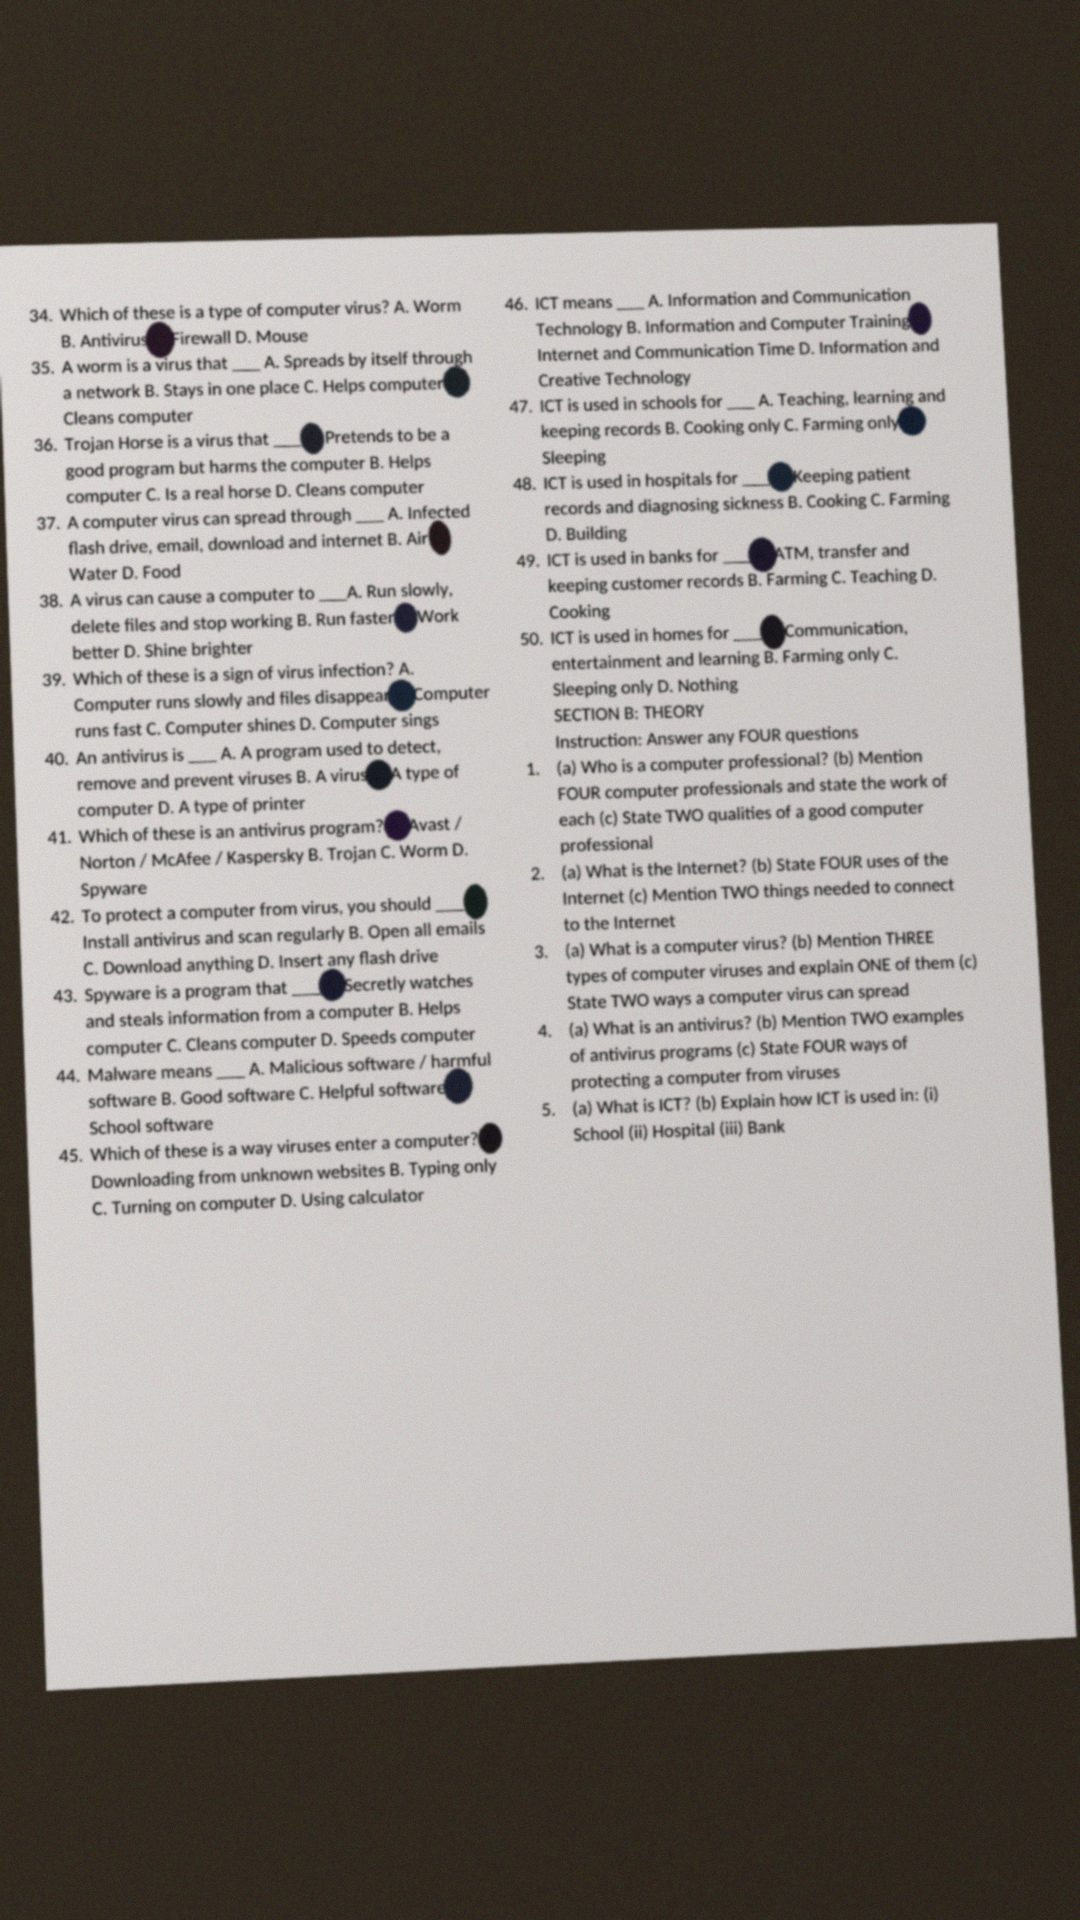 34. Which of these is a type of computer virus? A. Worm
B. Antivirus Firewall D. Mouse
35. A worm is a virus that ___ A. Spreads by itself through
a network B. Stays in one place C. Helps computer
Cleans computer
36. Trojan Horse is a virus that ___ Pretends to be a
good program but harms the computer B. Helps
computer C. Is a real horse D. Cleans computer
37. A computer virus can spread through ___ A. Infected
flash drive, email, download and internet B. Air
Water D. Food
38. A virus can cause a computer to ___A. Run slowly,
delete files and stop working B. Run faster Work
better D. Shine brighter
39. Which of these is a sign of virus infection? A.
Computer runs slowly and files disappear Computer
runs fast C. Computer shines D. Computer sings
40. An antivirus is ___ A. A program used to detect,
remove and prevent viruses B. A virus A type of
computer D. A type of printer
41. Which of these is an antivirus program? Avast /
Norton / McAfee / Kaspersky B. Trojan C. Worm D.
Spyware
42. To protect a computer from virus, you should ___
Install antivirus and scan regularly B. Open all emails
C. Download anything D. Insert any flash drive
43. Spyware is a program that ___ Secretly watches
and steals information from a computer B. Helps
computer C. Cleans computer D. Speeds computer
44. Malware means ___ A. Malicious software / harmful
software B. Good software C. Helpful software
School software
45. Which of these is a way viruses enter a computer?
Downloading from unknown websites B. Typing only
C. Turning on computer D. Using calculator
46. ICT means ___ A. Information and Communication
Technology B. Information and Computer Training
Internet and Communication Time D. Information and
Creative Technology
47. ICT is used in schools for ___ A. Teaching, learning and
keeping records B. Cooking only C. Farming only
Sleeping
48. ICT is used in hospitals for ___ Keeping patient
records and diagnosing sickness B. Cooking C. Farming
D. Building
49. ICT is used in banks for ___ ATM, transfer and
keeping customer records B. Farming C. Teaching D.
Cooking
50. ICT is used in homes for ___ Communication,
entertainment and learning B. Farming only C.
Sleeping only D. Nothing
SECTION B: THEORY
Instruction: Answer any FOUR questions
1. (a) Who is a computer professional? (b) Mention
FOUR computer professionals and state the work of
each (c) State TWO qualities of a good computer
professional
2. (a) What is the Internet? (b) State FOUR uses of the
Internet (c) Mention TWO things needed to connect
to the Internet
3. (a) What is a computer virus? (b) Mention THREE
types of computer viruses and explain ONE of them (c)
State TWO ways a computer virus can spread
4. (a) What is an antivirus? (b) Mention TWO examples
of antivirus programs (c) State FOUR ways of
protecting a computer from viruses
5. (a) What is ICT? (b) Explain how ICT is used in: (i)
School (ii) Hospital (iii) Bank